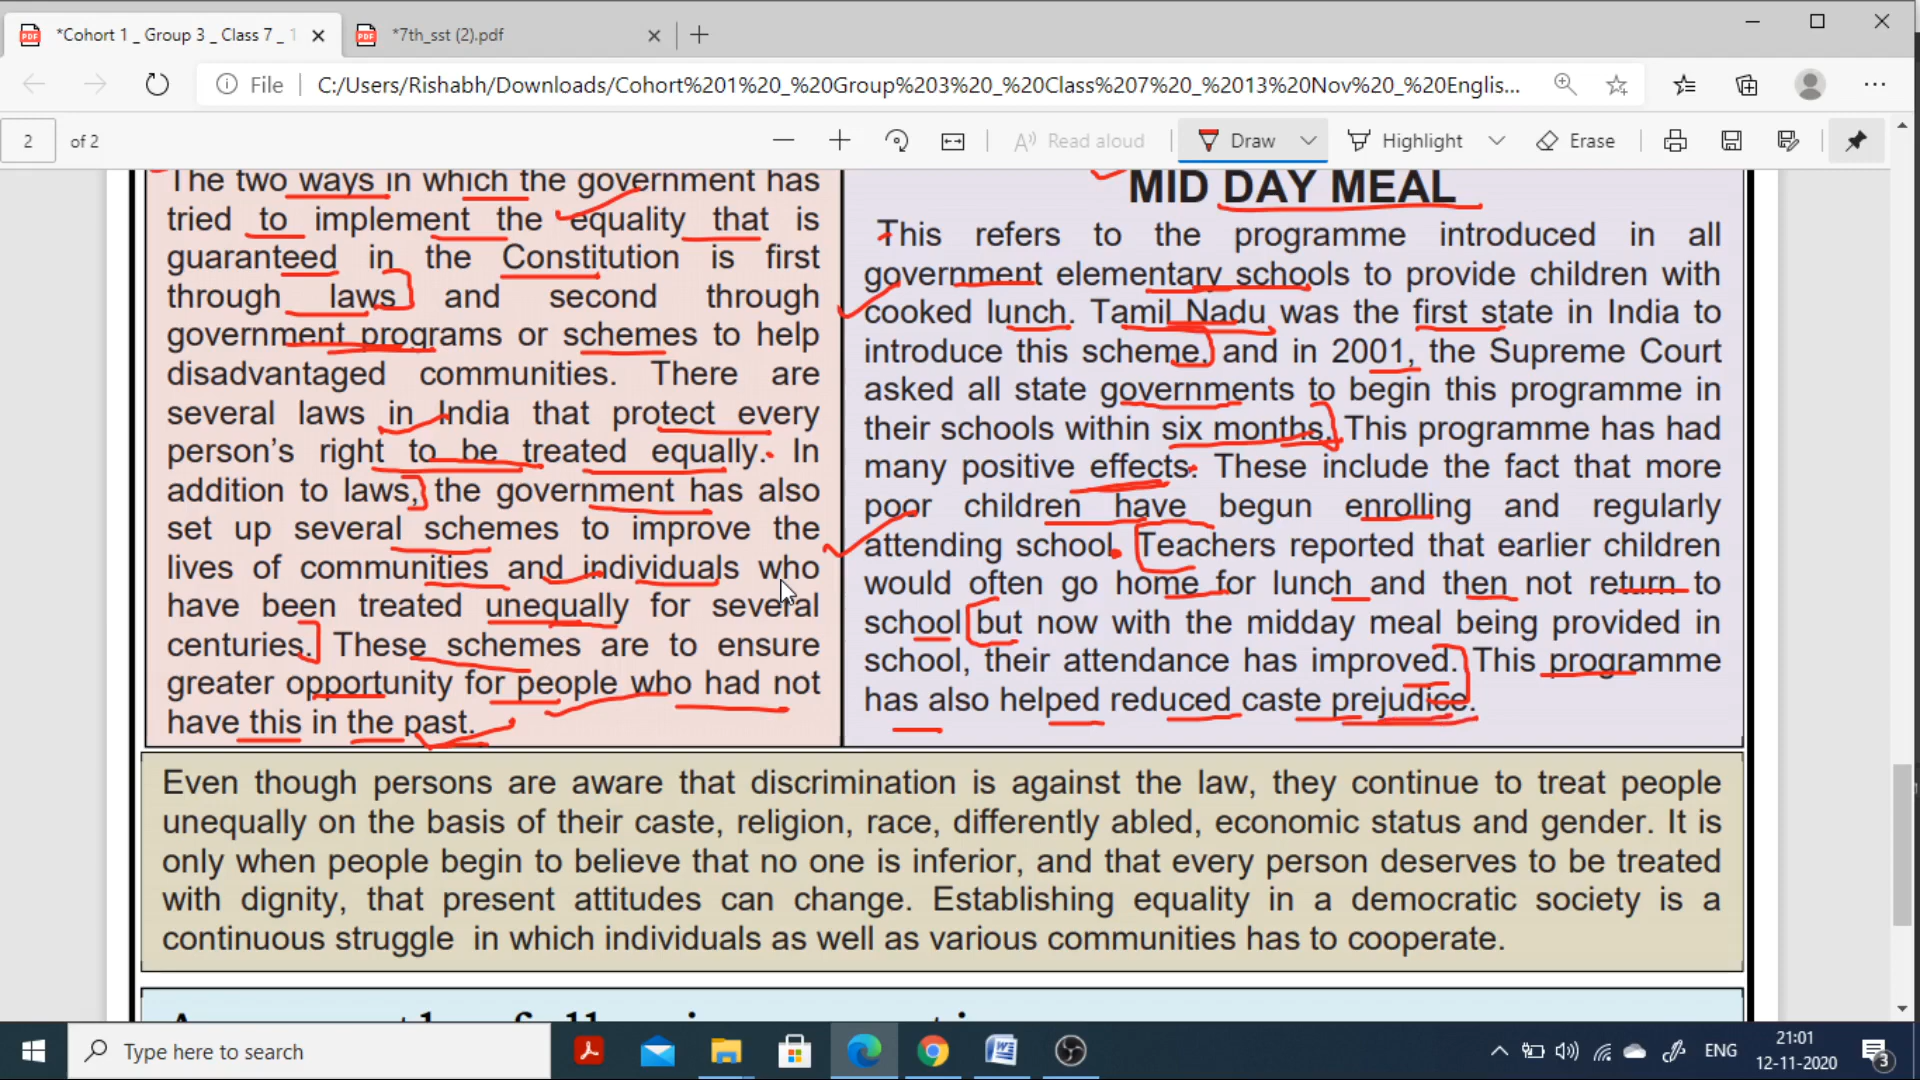 *Cohort 1 _ Group 3 _ Class 7 _ 1
*7th_sst (2).pdf
File
C:/Users/Rishabh/Downloads/Cohort%201%20_%20Group%203%20_%20Class%207%20_%2013%20Nov%20_%20Englis...
2
of 2
Read aloud
Draw
Highlight
Erase
The two ways in which the government has
tried to implement the equality that is
guaranteed in the Constitution is first
through laws and second through
government programs or schemes to help
disadvantaged communities. There are
several laws in India that protect every
person's right to be treated equally. In
addition to laws, the government has also
set up several schemes to improve the
lives of communities and individuals who
have been treated unequally for several
centuries. These schemes are to ensure
greater opportunity for people who had not
have this in the past.
MID DAY MEAL
This refers to the programme introduced in all
government elementary schools to provide children with
cooked lunch. Tamil Nadu was the first state in India to
introduce this scheme, and in 2001, the Supreme Court
asked all state governments to begin this programme in
their schools within six months. This programme has had
many positive effects. These include the fact that more
poor children have begun enrolling and regularly
attending school. Teachers reported that earlier children
would often go home for lunch and then not return to
school but now with the midday meal being provided in
school, their attendance has improved. This programme
has also helped reduced caste prejudice.
Even though persons are aware that discrimination is against the law, they continue to treat people
unequally on the basis of their caste, religion, race, differently abled, economic status and gender. It is
only when people begin to believe that no one is inferior, and that every person deserves to be treated
with dignity, that present attitudes can change. Establishing equality in a democratic society is a
continuous struggle in which individuals as well as various communities has to cooperate.
Type here to search
ENG
21:01
12-11-2020
3